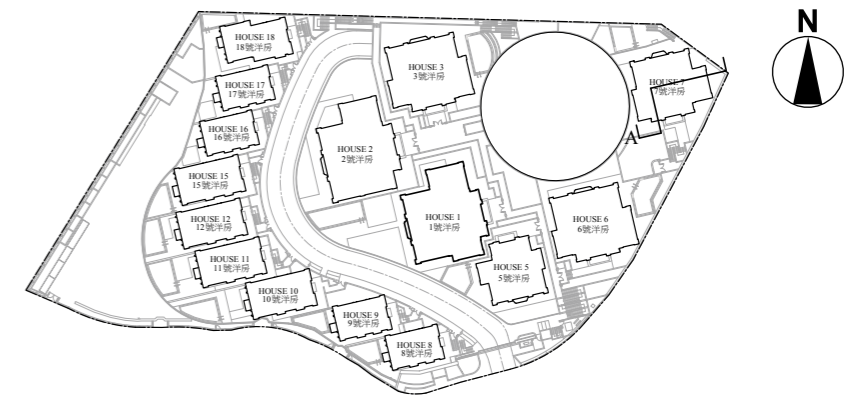 N
HOUSE 18
18號洋房
HOUSE 3
3號洋房
HOUSE 7
7號洋房
HOUSE 17
17號洋房
HOUSE 16
16號洋房
A
HOUSE 2
2號洋房
HOUSE 15
15號洋房
HOUSE 12
12號洋房
HOUSE 1
1號洋房
HOUSE 6
6號洋房
HOUSE 11
11號洋房
HOUSE 5
5號洋房
HOUSE 10
10號洋房
HOUSE 9
9號洋房
HOUSE 8
8號洋房